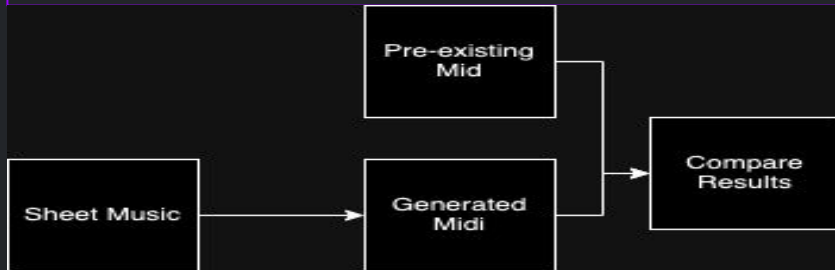 Pre-existing
Mid
Sheet Music
Generated
Midi
Compare
Results